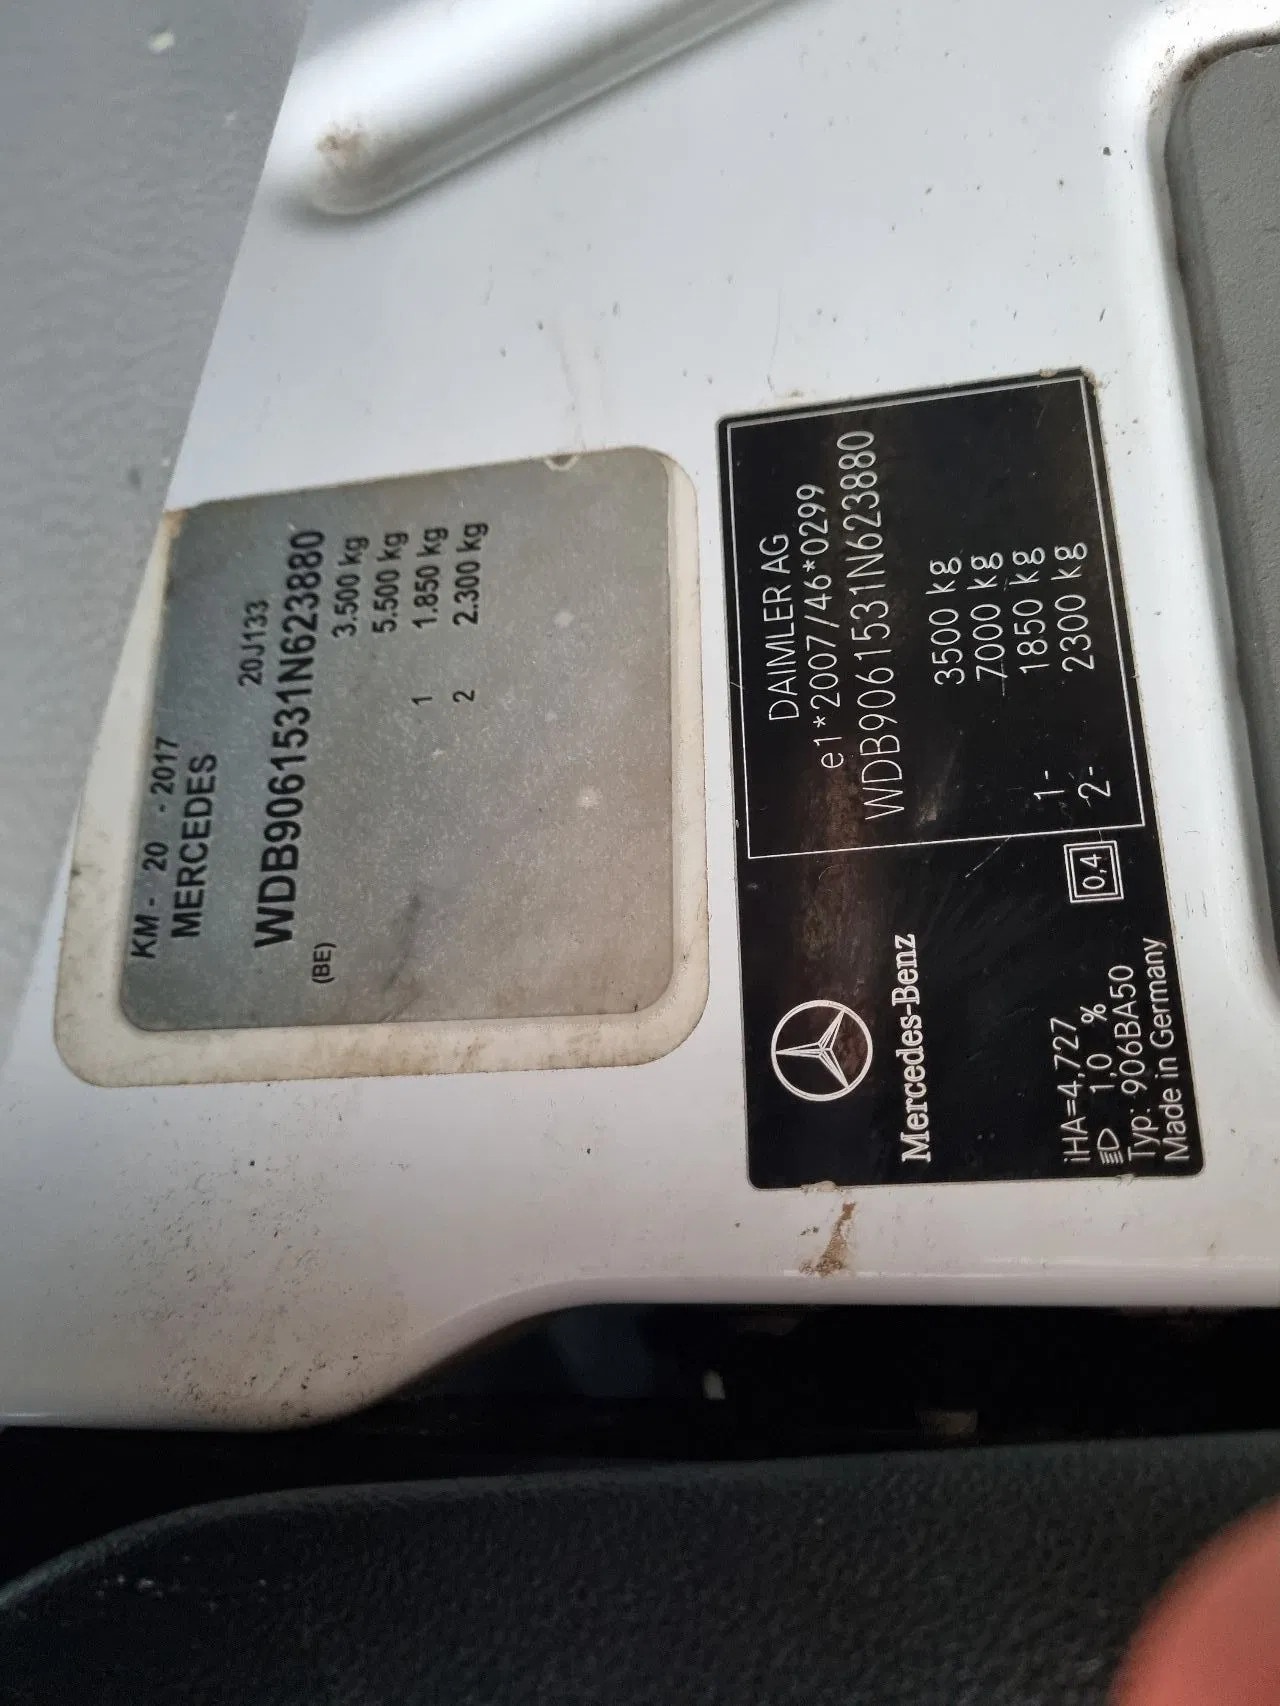 KM - 20 - 2017
MERCEDES
20J133
WDB9061531N623880
(BE) 3.500 kg
5.500 kg
1 1.850 kg
2 2.300 kg
DAIMLER AG
e1*2007/46*0299
WDB9061531N623880
3500 kg
7000 kg
1- 1850 kg
2- 2300 kg
Mercedes-Benz
iHA=4,727
1,0 %
0,4
Typ: 906BA50
Made in Germany